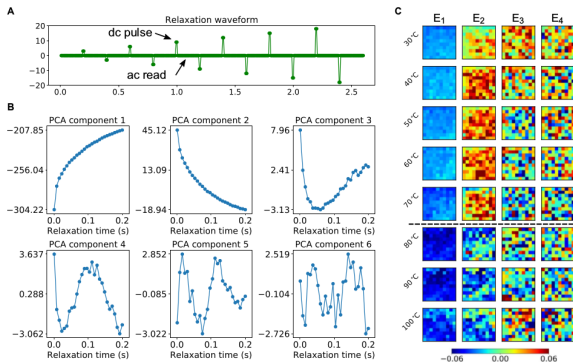 A
Relaxation waveform
20
10
0
−10
−20
dc pulse
ac read
0.0
0.5
1.0
1.5
2.0
2.5
B
PCA component 1
−207.85
−256.04
−304.22
0.0
0.1
0.2
Relaxation time (s)
PCA component 2
45.12
13.09
−18.94
0.0
0.1
0.2
Relaxation time (s)
PCA component 3
7.96
2.41
−3.13
0.0
0.1
0.2
Relaxation time (s)
PCA component 4
3.637
0.288
−3.062
0.0
0.1
0.2
Relaxation time (s)
PCA component 5
2.852
−0.085
−3.022
0.0
0.1
0.2
Relaxation time (s)
PCA component 6
2.519
−0.104
−2.726
0.0
0.1
0.2
Relaxation time (s)
C
E₁ E₂ E₃ E₄
30°C
40°C
50°C
60°C
70°C
80°C
90°C
100°C
−0.06 0.00 0.06